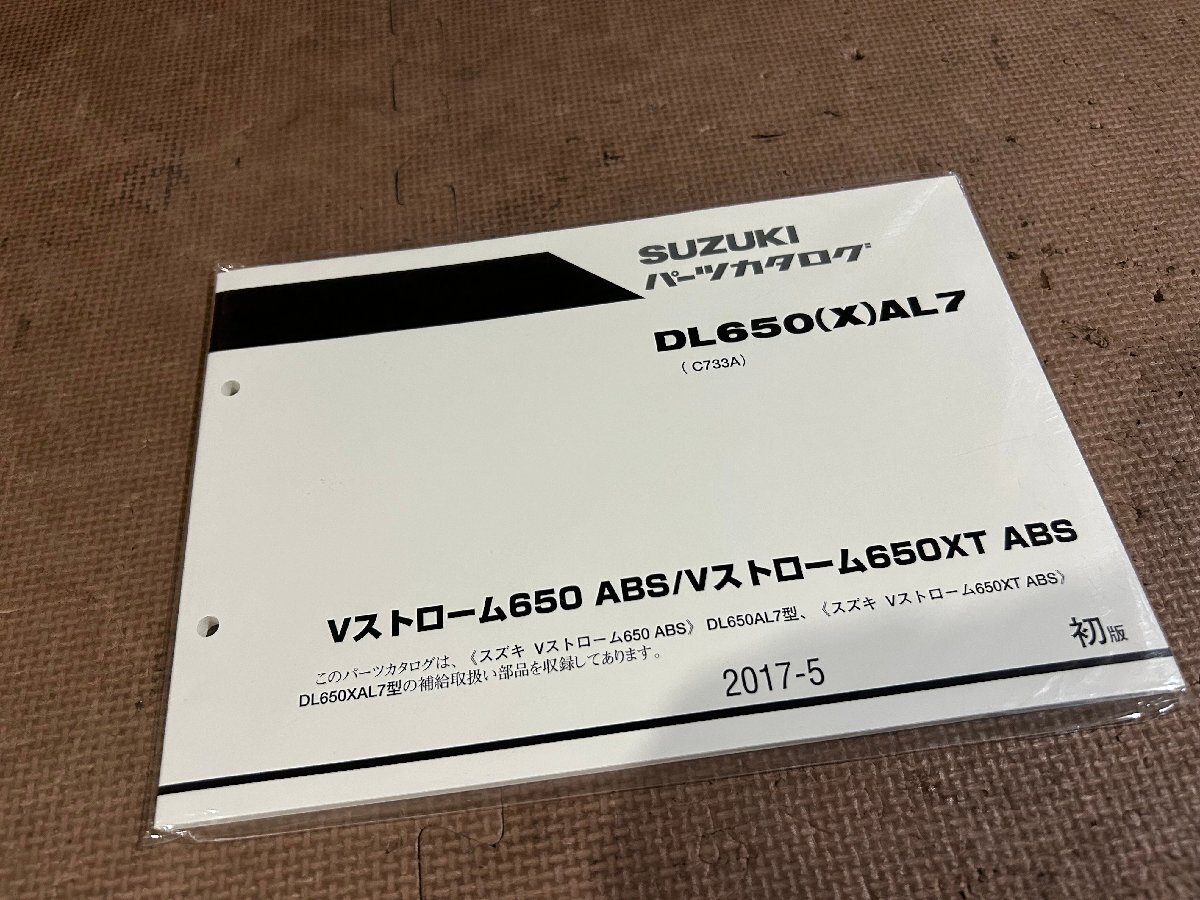 SUZUKI
パーツカタログ
DL650(X)AL7
( C733A)
Vストローム650 ABS/Vストローム650XT ABS
このパーツカタログは、《スズキ Vストローム650 ABS》 DL650AL7型、《スズキ Vストローム650XT ABS》
DL650XAL7型の補給取扱い部品を収録してあります。
2017-5
初版